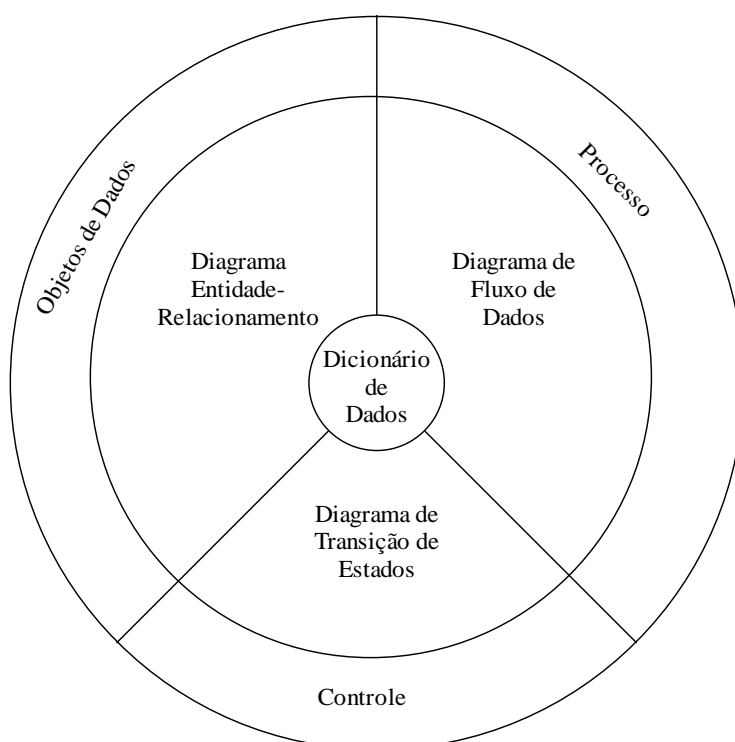 Objetos de Dados
Processo
Diagrama
Entidade-
Relacionamento
Diagrama de
Fluxo de
Dados
Dicionário
de
Dados
Diagrama de
Transição de
Estados
Controle